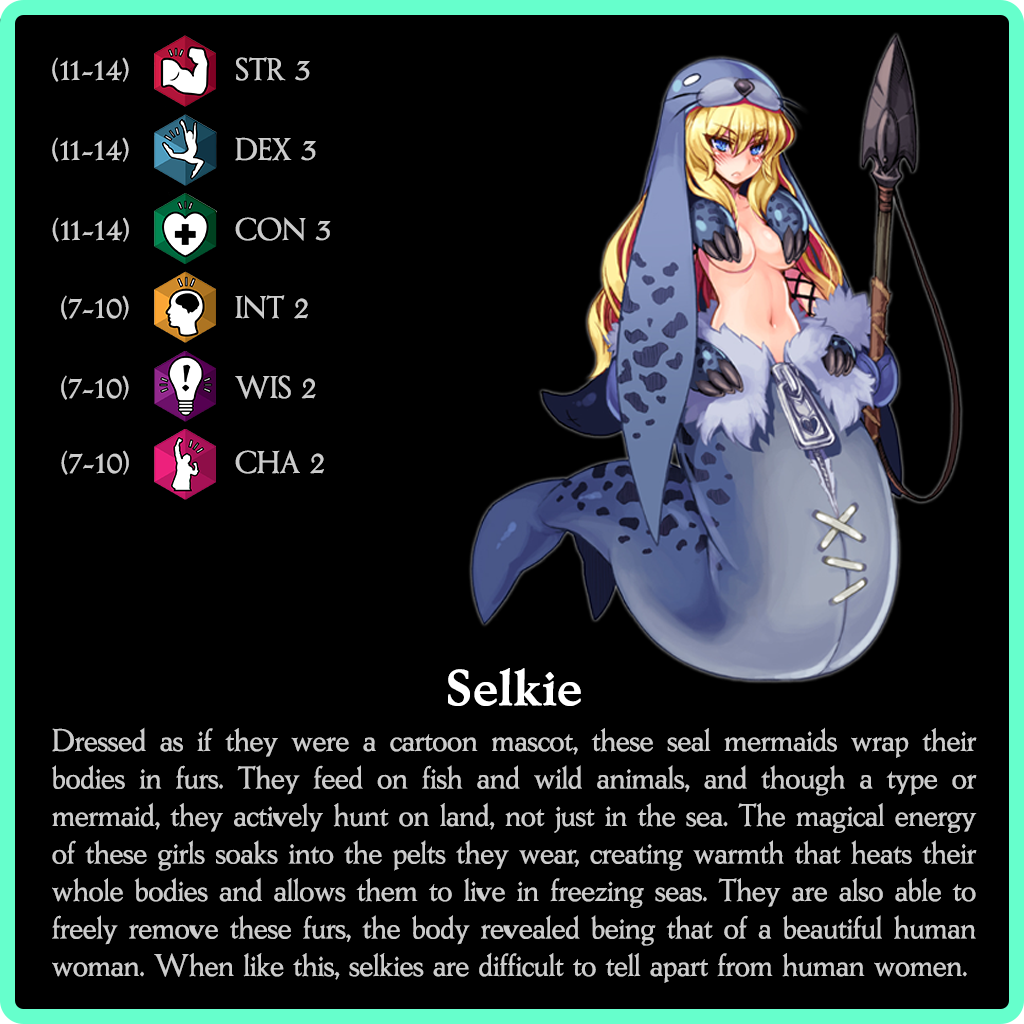 (11-14) STR 3
(11-14) DEX 3
(11-14) CON 3
(7-10) INT 2
(7-10) WIS 2
(7-10) CHA 2
Selkie
Dressed as if they were a cartoon mascot, these seal mermaids wrap their
bodies in furs. They feed on fish and wild animals, and though a type or
mermaid, they actively hunt on land, not just in the sea. The magical energy
of these girls soaks into the pelts they wear, creating warmth that heats their
whole bodies and allows them to live in freezing seas. They are also able to
freely remove these furs, the body revealed being that of a beautiful human
woman. When like this, selkies are difficult to tell apart from human women.